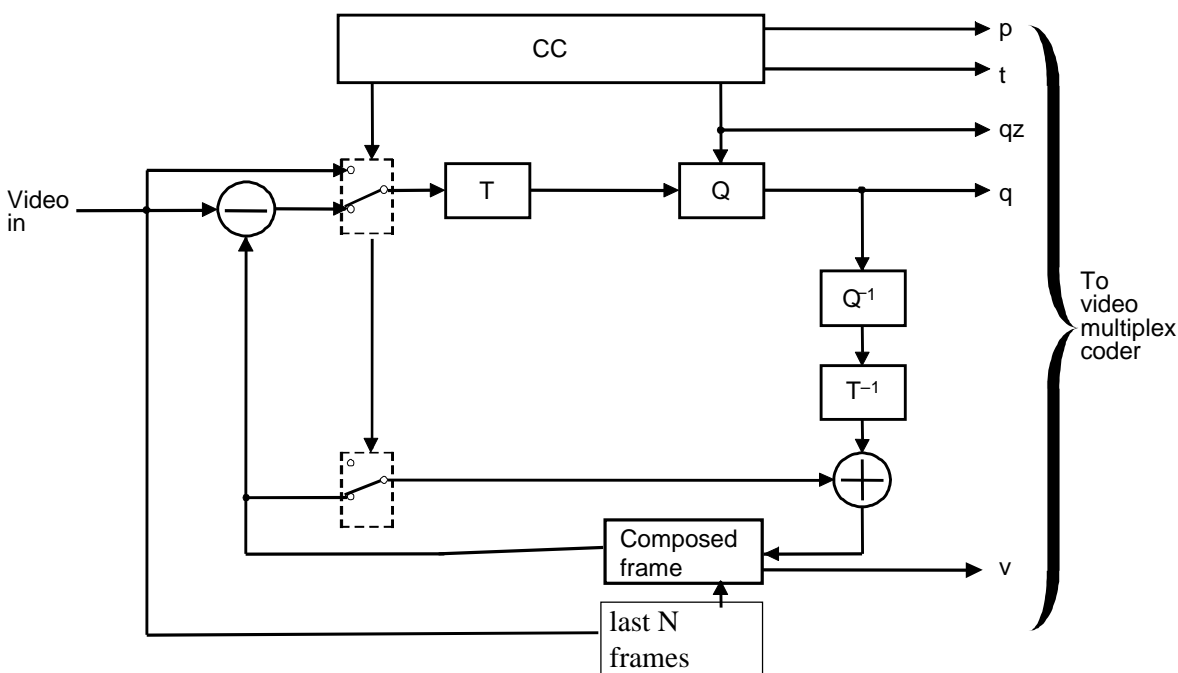 CC
p
t
qz
Video
in
T
Q
q
Q–1
T–1
To
video
multiplex
coder
Composed
frame
v
last N
frames